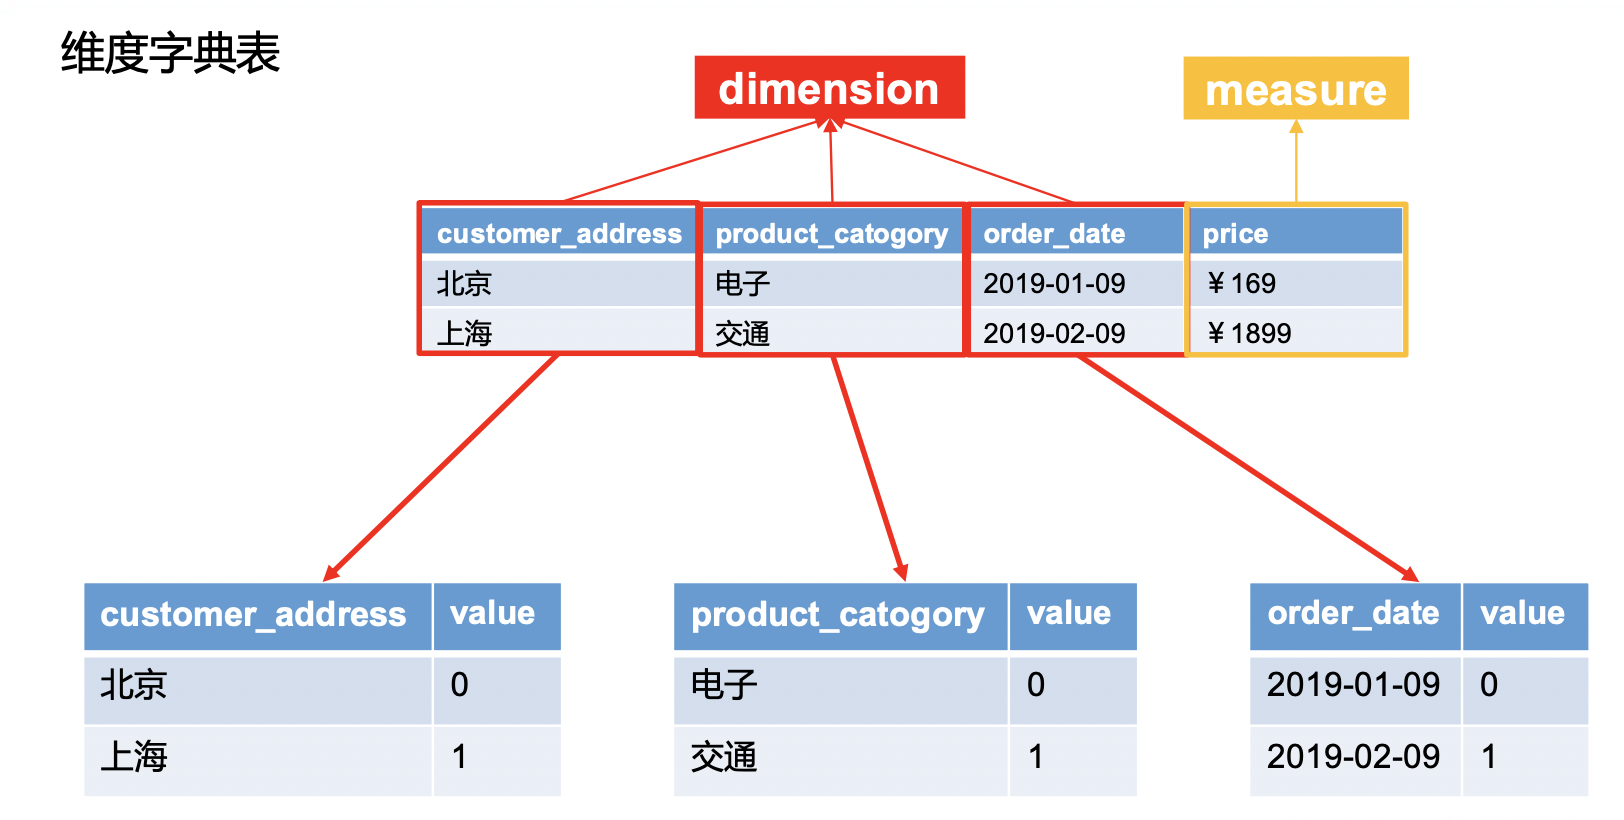 维度字典表
dimension
measure
customer_address product_catogory order_date price
北京 电子 2019-01-09 ￥169
上海 交通 2019-02-09 ￥1899
customer_address value
北京 0
上海 1
product_catogory value
电子 0
交通 1
order_date value
2019-01-09 0
2019-02-09 1